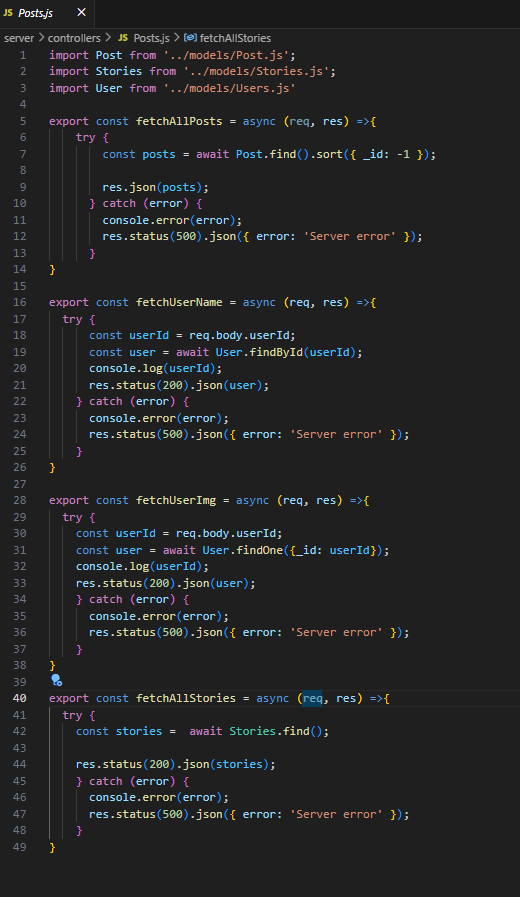 JS Posts.js ×
server > controllers > JS Posts.js > fetchAllStories
1 import Post from '../models/Post.js';
2 import Stories from '../models/Stories.js';
3 import User from '../models/Users.js'
4
5 export const fetchAllPosts = async (req, res) =>{
6     try {
7         const posts = await Post.find().sort({ _id: -1 });
8
9         res.json(posts);
10       } catch (error) {
11         console.error(error);
12         res.status(500).json({ error: 'Server error' });
13       }
14 }
15
16 export const fetchUserName = async (req, res) =>{
17   try {
18       const userId = req.body.userId;
19       const user = await User.findById(userId);
20       console.log(userId);
21       res.status(200).json(user);
22     } catch (error) {
23       console.error(error);
24       res.status(500).json({ error: 'Server error' });
25     }
26 }
27
28 export const fetchUserImg = async (req, res) =>{
29   try {
30     const userId = req.body.userId;
31     const user = await User.findOne({_id: userId});
32     console.log(userId);
33     res.status(200).json(user);
34     } catch (error) {
35       console.error(error);
36       res.status(500).json({ error: 'Server error' });
37     }
38 }
39
40 export const fetchAllStories = async (req, res) =>{
41   try {
42     const stories =  await Stories.find();
43
44     res.status(200).json(stories);
45     } catch (error) {
46       console.error(error);
47       res.status(500).json({ error: 'Server error' });
48     }
49 }